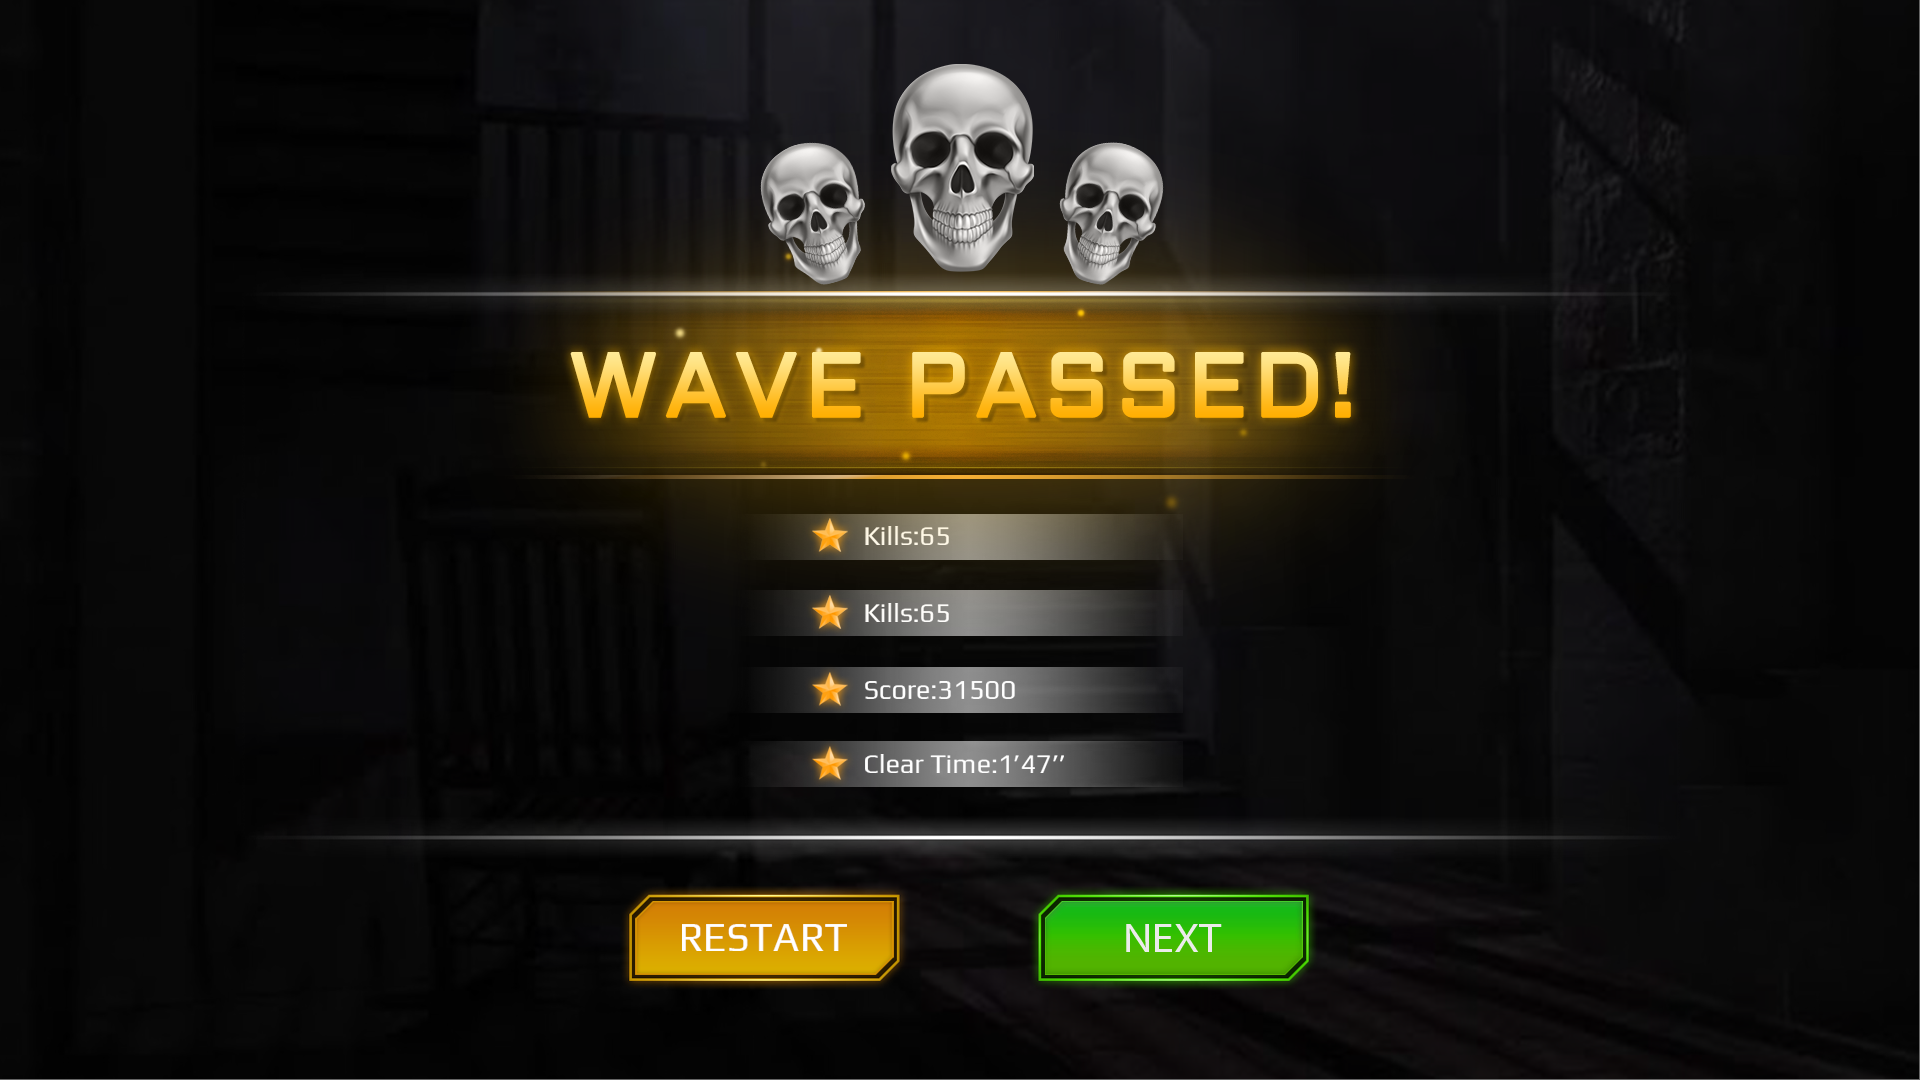 WAVE PASSED!
Kills:65
Kills:65
Score:31500
Clear Time:1’47’’
RESTART
NEXT